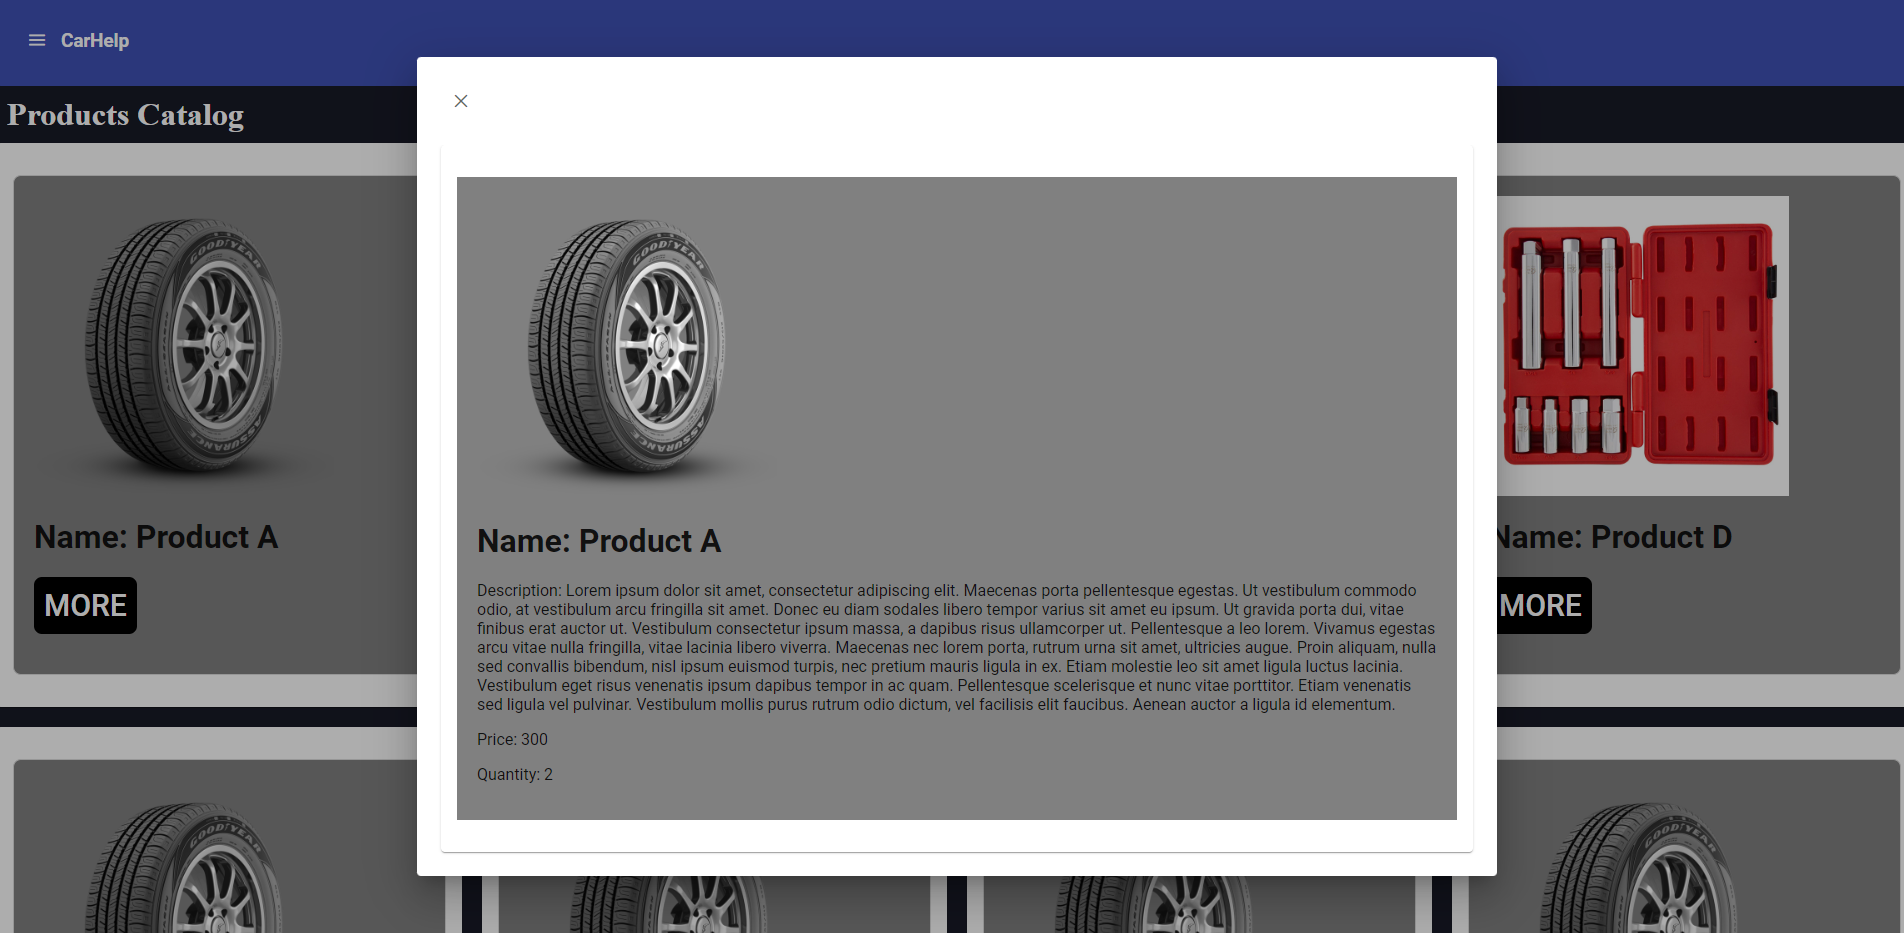 CarHelp
Products Catalog
GOODYEAR
ASSURANCE
Name: Product A
MORE
GOODYEAR
ASSURANCE
Name: Product A
Description: Lorem ipsum dolor sit amet, consectetur adipiscing elit. Maecenas porta pellentesque egestas. Ut vestibulum commodo
odio, at vestibulum arcu fringilla sit amet. Donec eu diam sodales libero tempor varius sit amet eu ipsum. Ut gravida porta dui, vitae
finibus erat auctor ut. Vestibulum consectetur ipsum massa, a dapibus risus ullamcorper ut. Pellentesque a leo lorem. Vivamus egestas
arcu vitae nulla fringilla, vitae lacinia libero viverra. Maecenas nec lorem porta, rutrum urna sit amet, ultricies augue. Proin aliquam, nulla
sed convallis bibendum, nisl ipsum euismod turpis, nec pretium mauris ligula in ex. Etiam molestie leo sit amet ligula luctus lacinia.
Vestibulum eget risus venenatis ipsum dapibus tempor in ac quam. Pellentesque scelerisque et nunc vitae porttitor. Etiam venenatis
sed ligula vel pulvinar. Vestibulum mollis purus rutrum odio dictum, vel facilisis elit faucibus. Aenean auctor a ligula id elementum.
Price: 300
Quantity: 2
Name: Product D
MORE
GOODYEAR
GOODYEAR